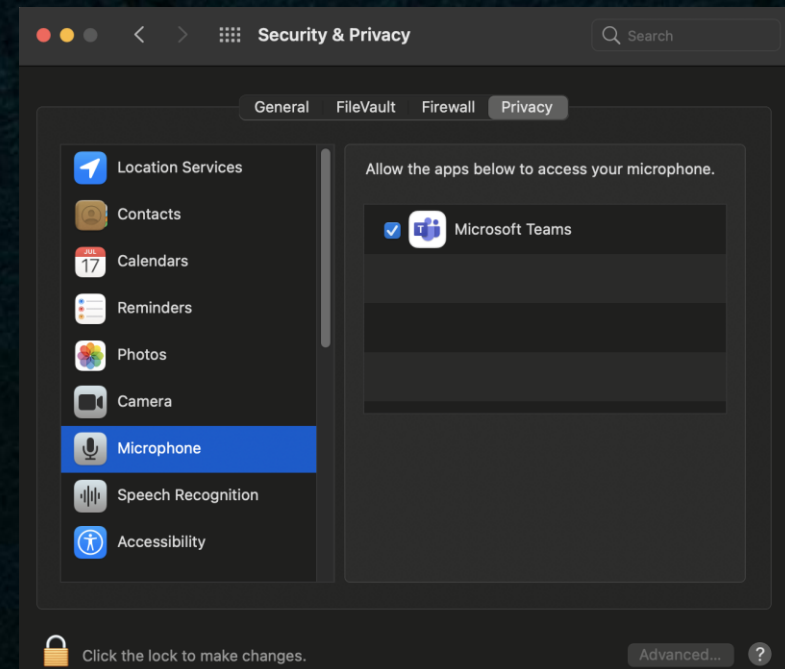 Security & Privacy
Search
General FileVault Firewall Privacy
Location Services
Contacts
JUL
17
Calendars
Reminders
Photos
Camera
Microphone
Speech Recognition
Accessibility
Allow the apps below to access your microphone.
T
Microsoft Teams
Click the lock to make changes.
Advanced...
?